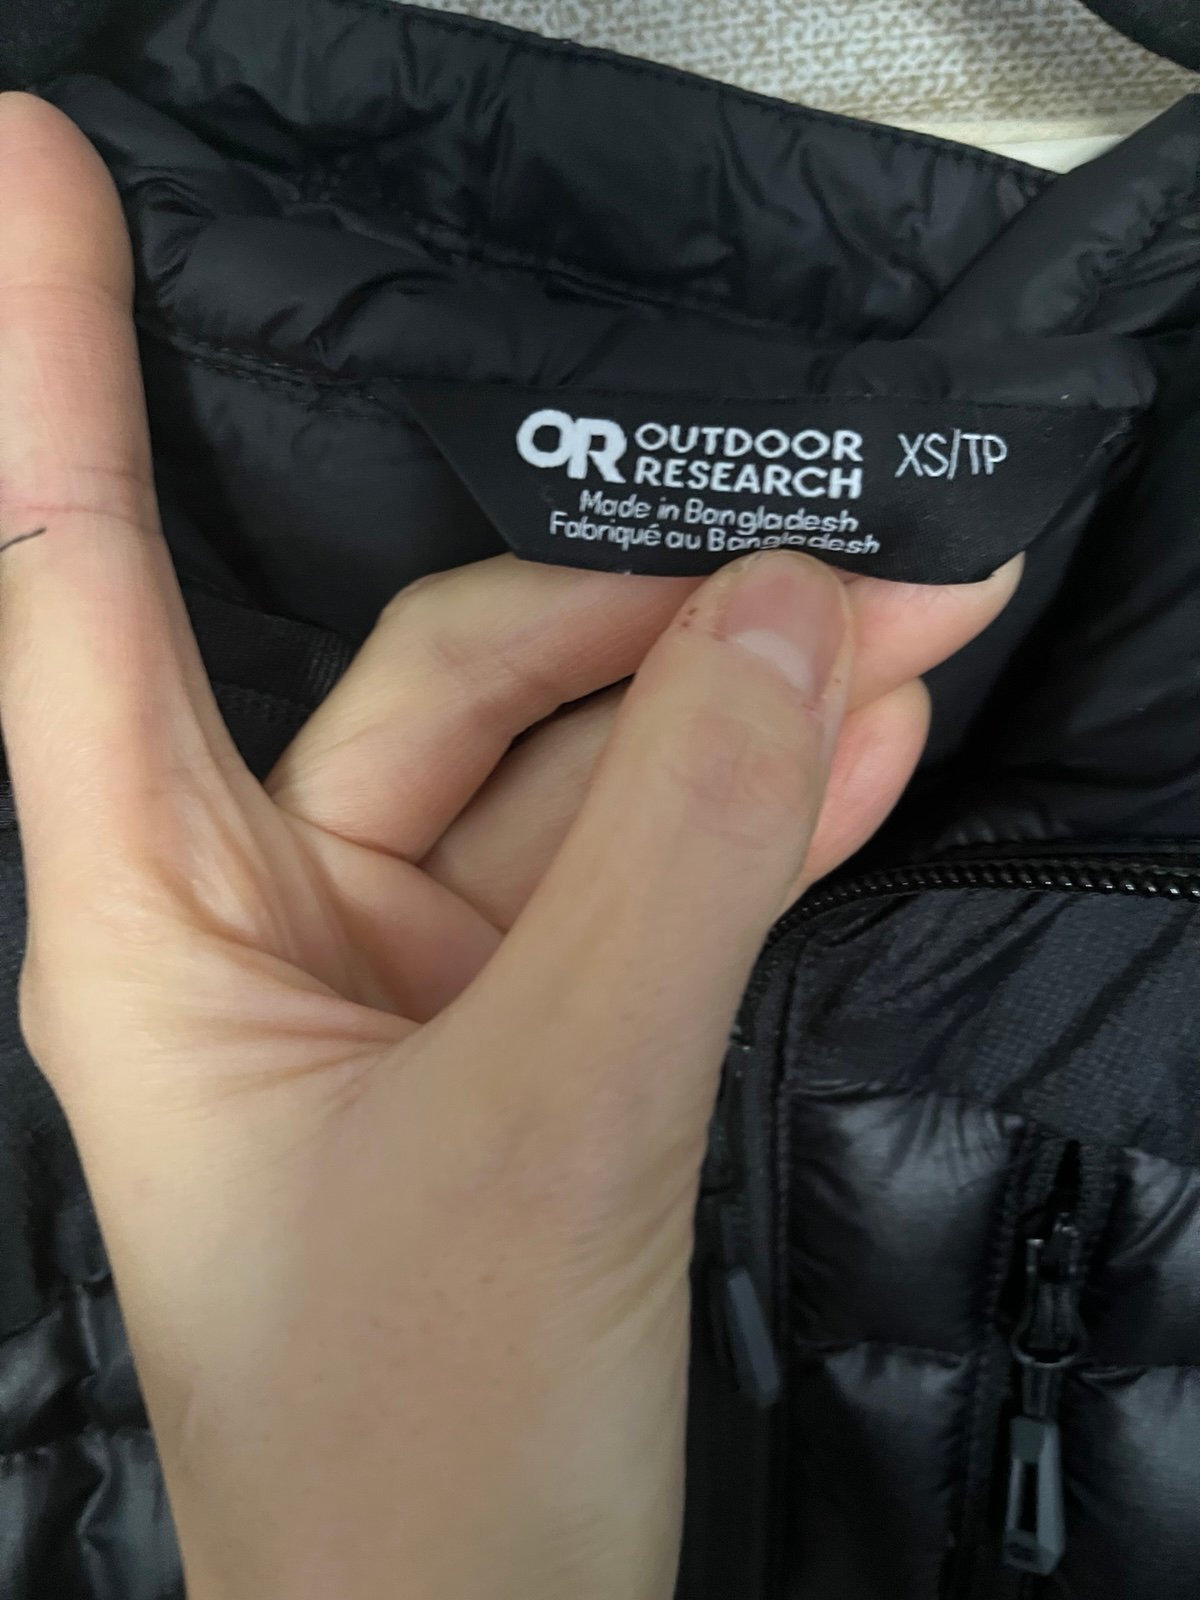 OR OUTDOOR RESEARCH XS/TP
Made in Bangladesh
Fabriqué au Bangladesh